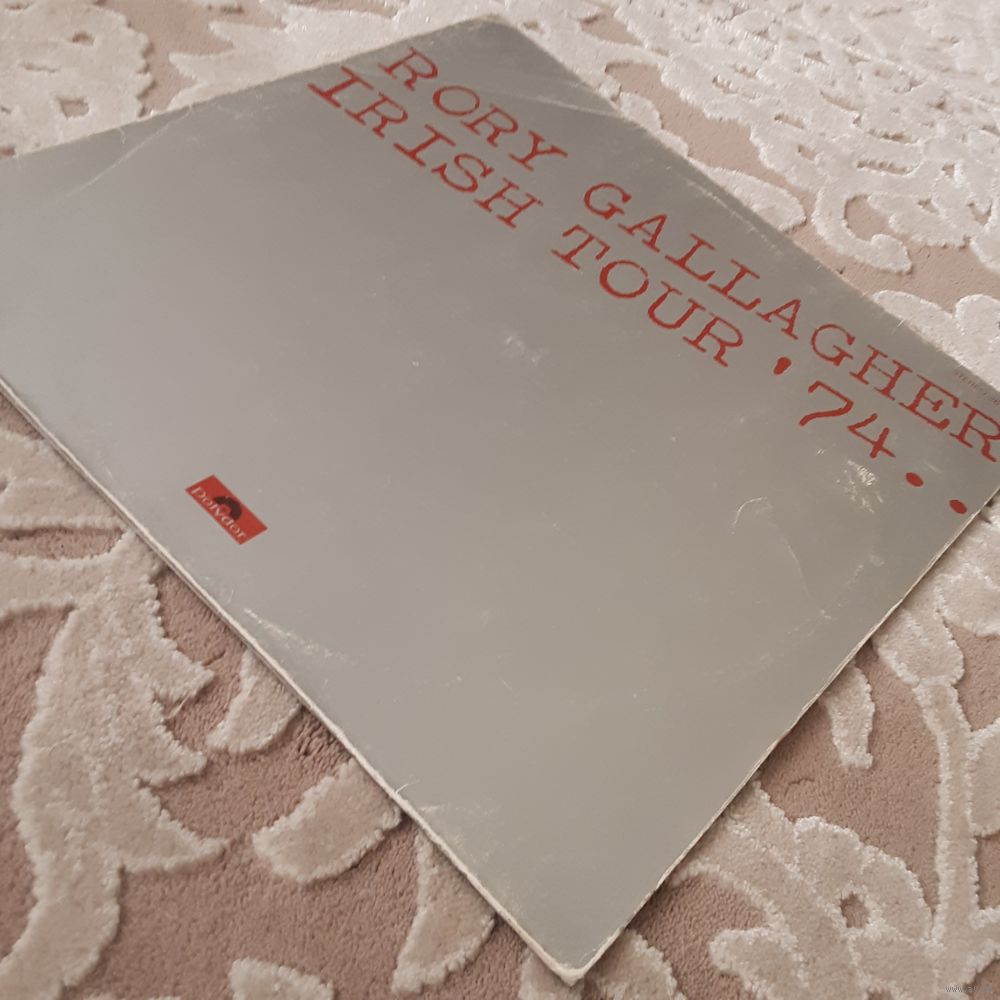 RORY GALLAGHER
IRISH TOUR '74..
Polydor